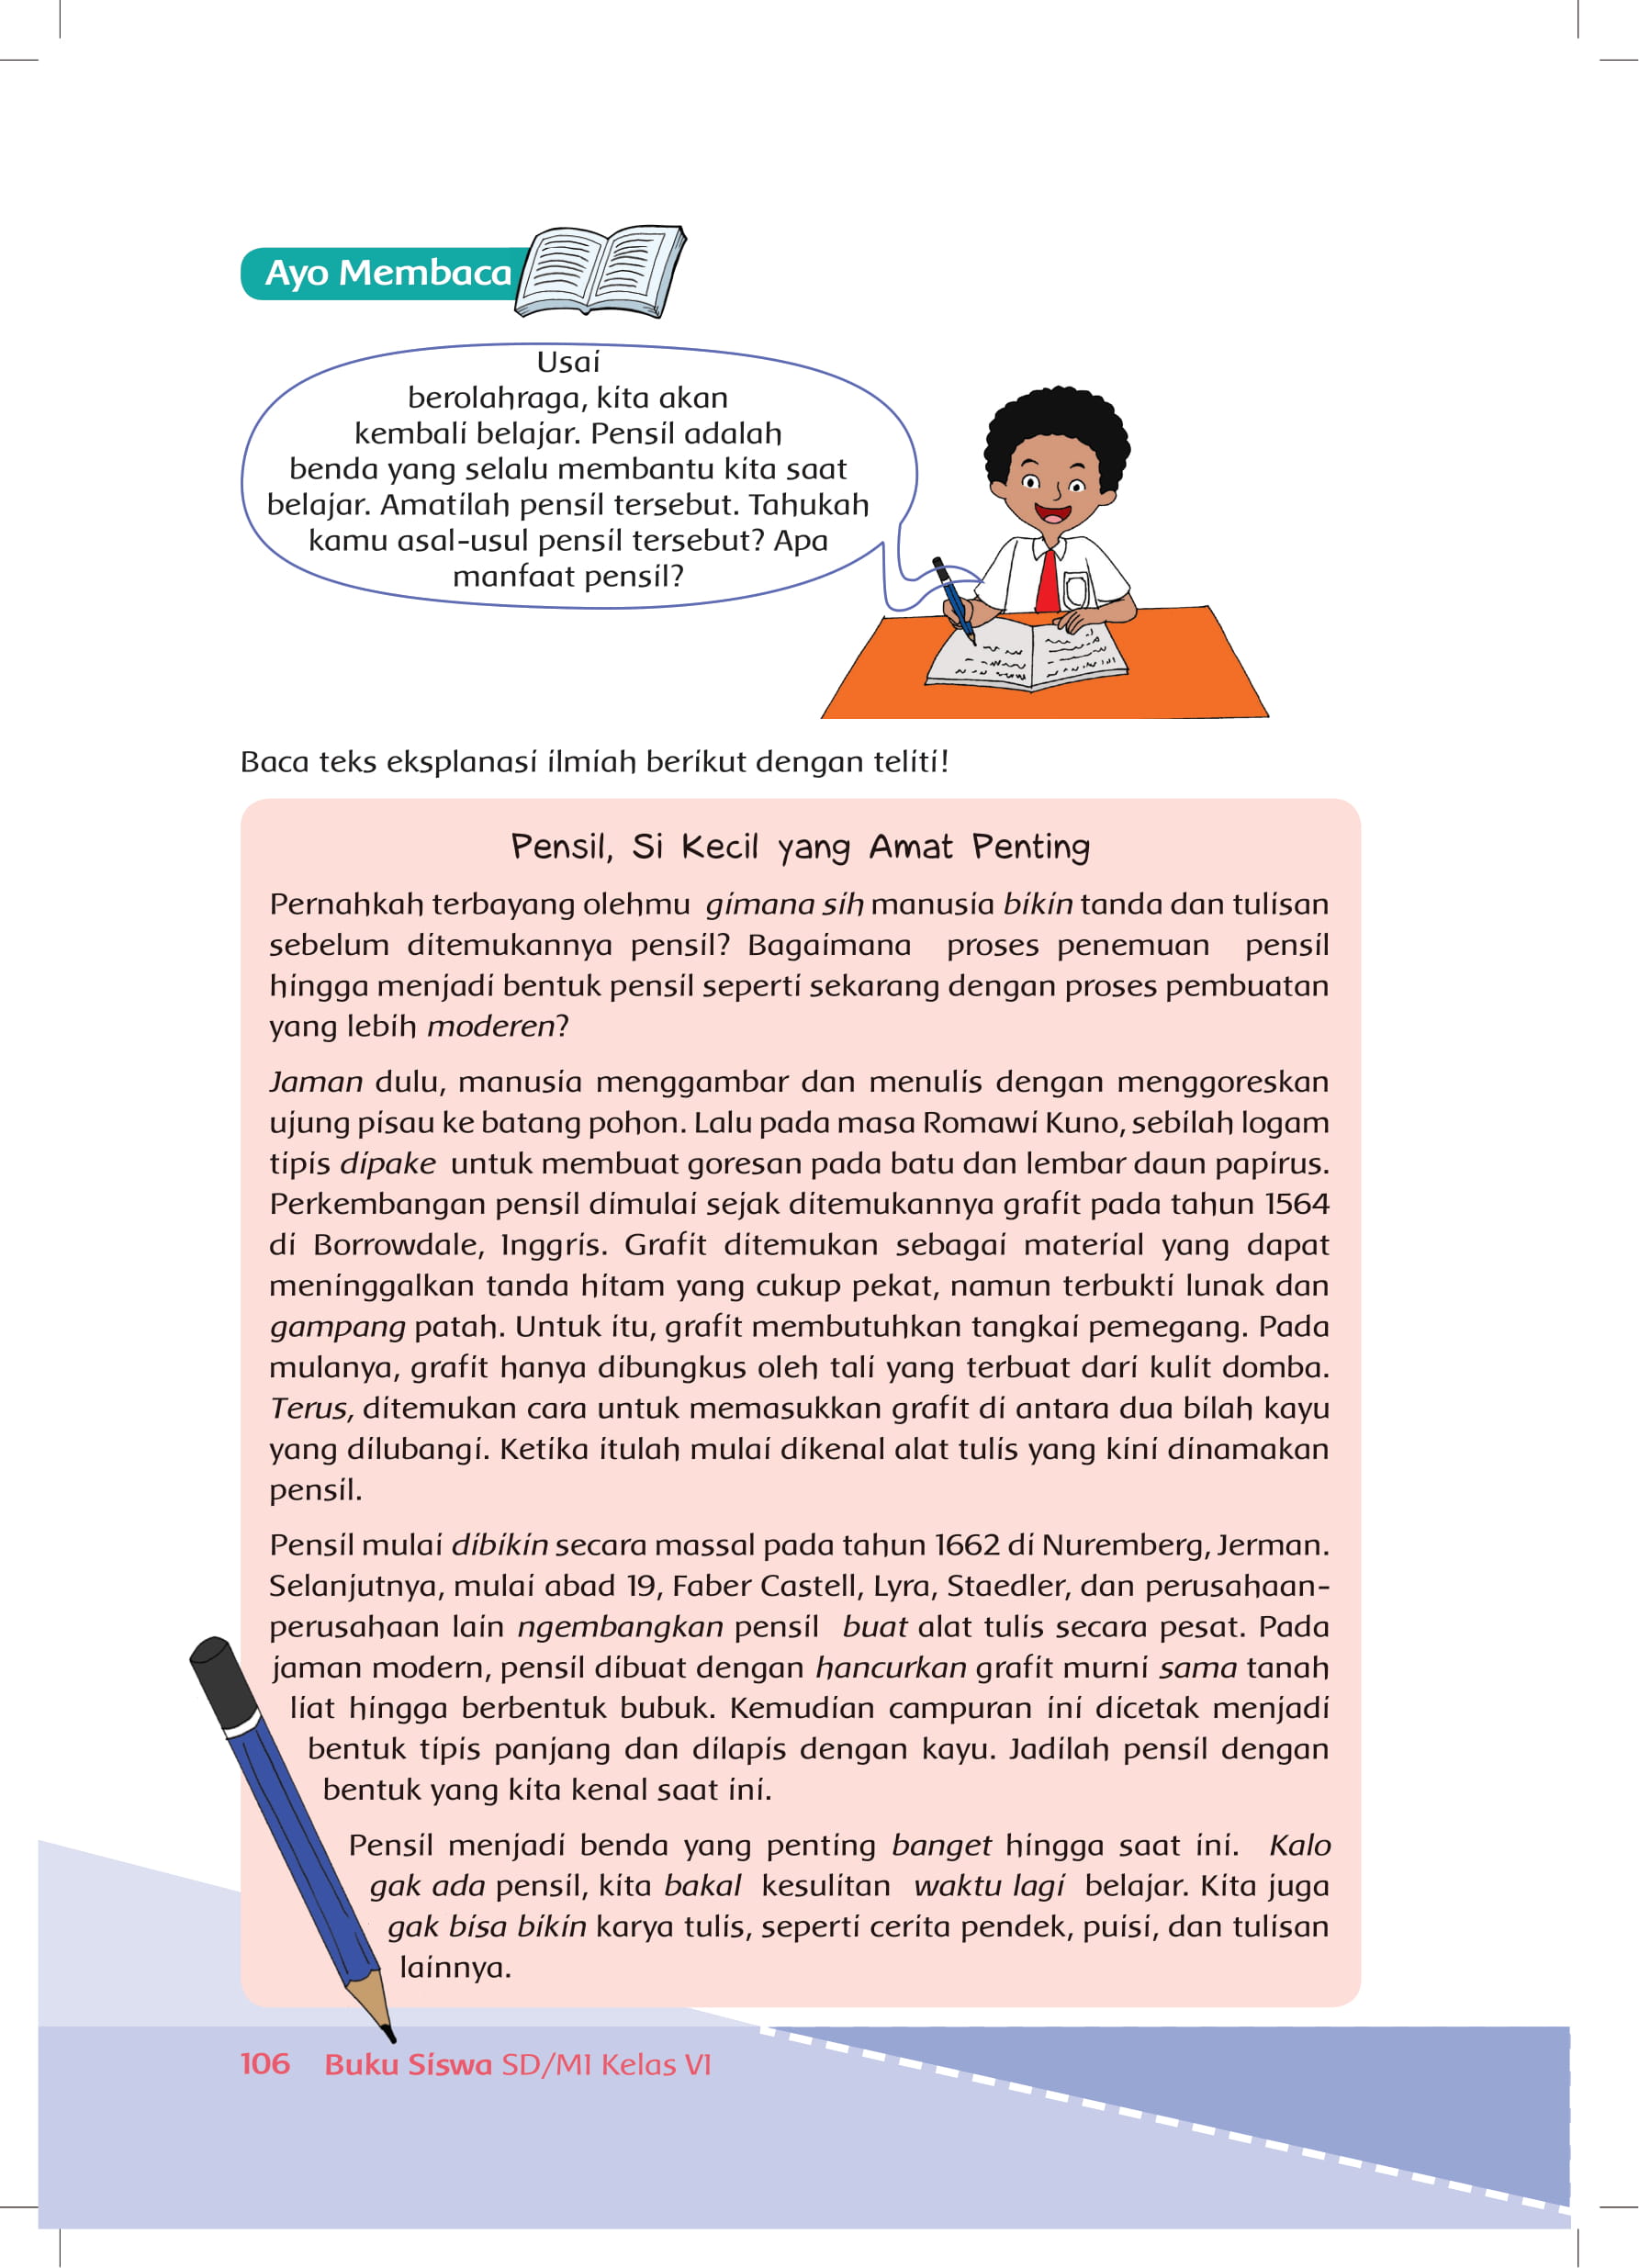 Ayo Membaca
Usai
berolahraga, kita akan
kembali belajar. Pensil adalah
benda yang selalu membantu kita saat
belajar. Amatilah pensil tersebut. Tahukah
kamu asal-usul pensil tersebut? Apa
manfaat pensil?
Baca teks eksplanasi ilmiah berikut dengan teliti!
Pensil, Si Kecil yang Amat Penting
Pernahkah terbayang olehmu gimana sih manusia bikin tanda dan tulisan
sebelum ditemukannya pensil? Bagaimana proses penemuan pensil
hingga menjadi bentuk pensil seperti sekarang dengan proses pembuatan
yang lebih moderen?
Jaman dulu, manusia menggambar dan menulis dengan menggoreskan
ujung pisau ke batang pohon. Lalu pada masa Romawi Kuno, sebilah logam
tipis dipake untuk membuat goresan pada batu dan lembar daun papirus.
Perkembangan pensil dimulai sejak ditemukannya grafit pada tahun 1564
di Borrowdale, Inggris. Grafit ditemukan sebagai material yang dapat
meninggalkan tanda hitam yang cukup pekat, namun terbukti lunak dan
gampang patah. Untuk itu, grafit membutuhkan tangkai pemegang. Pada
mulanya, grafit hanya dibungkus oleh tali yang terbuat dari kulit domba.
Terus, ditemukan cara untuk memasukkan grafit di antara dua bilah kayu
yang dilubangi. Ketika itulah mulai dikenal alat tulis yang kini dinamakan
pensil.
Pensil mulai dibikin secara massal pada tahun 1662 di Nuremberg, Jerman.
Selanjutnya, mulai abad 19, Faber Castell, Lyra, Staedler, dan perusahaan-
perusahaan lain ngembangkan pensil buat alat tulis secara pesat. Pada
jaman modern, pensil dibuat dengan hancurkan grafit murni sama tanah
liat hingga berbentuk bubuk. Kemudian campuran ini dicetak menjadi
bentuk tipis panjang dan dilapis dengan kayu. Jadilah pensil dengan
bentuk yang kita kenal saat ini.
Pensil menjadi benda yang penting banget hingga saat ini. Kalo
gak ada pensil, kita bakal kesulitan waktu lagi belajar. Kita juga
gak bisa bikin karya tulis, seperti cerita pendek, puisi, dan tulisan
lainnya.
106 Buku Siswa SD/MI Kelas VI